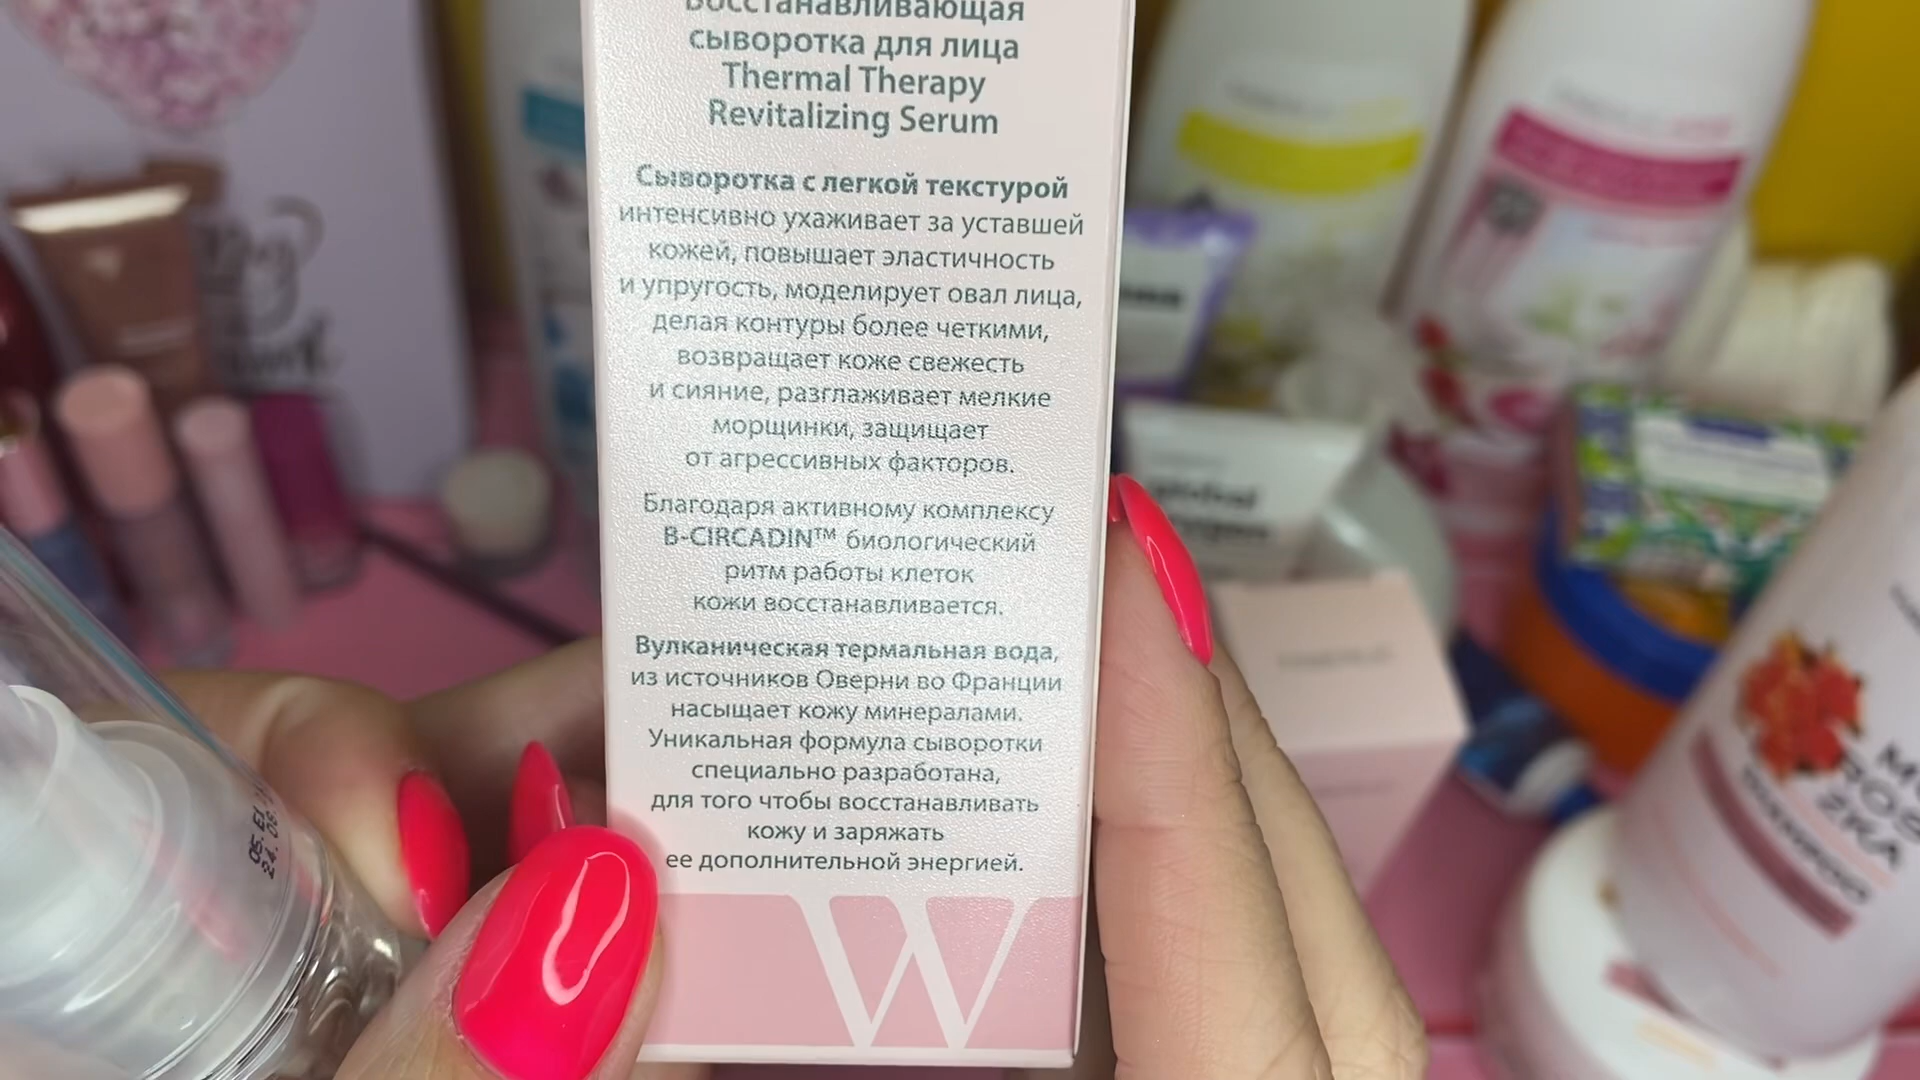 Восстанавливающая
сыворотка для лица
Thermal Therapy
Revitalizing Serum
Сыворотка с легкой текстурой
интенсивно ухаживает за уставшей
кожей, повышает эластичность
и упругость, моделирует овал лица,
делая контуры более четкими,
возвращает коже свежесть
и сияние, разглаживает мелкие
морщинки, защищает
от агрессивных факторов.
Благодаря активному комплексу
B-CIRCADIN™ биологический
ритм работы клеток
кожи восстанавливается.
Вулканическая термальная вода,
из источников Оверни во Франции
насыщает кожу минералами.
Уникальная формула сыворотки
специально разработана,
для того чтобы восстанавливать
кожу и заряжать
ее дополнительной энергией.
W
global